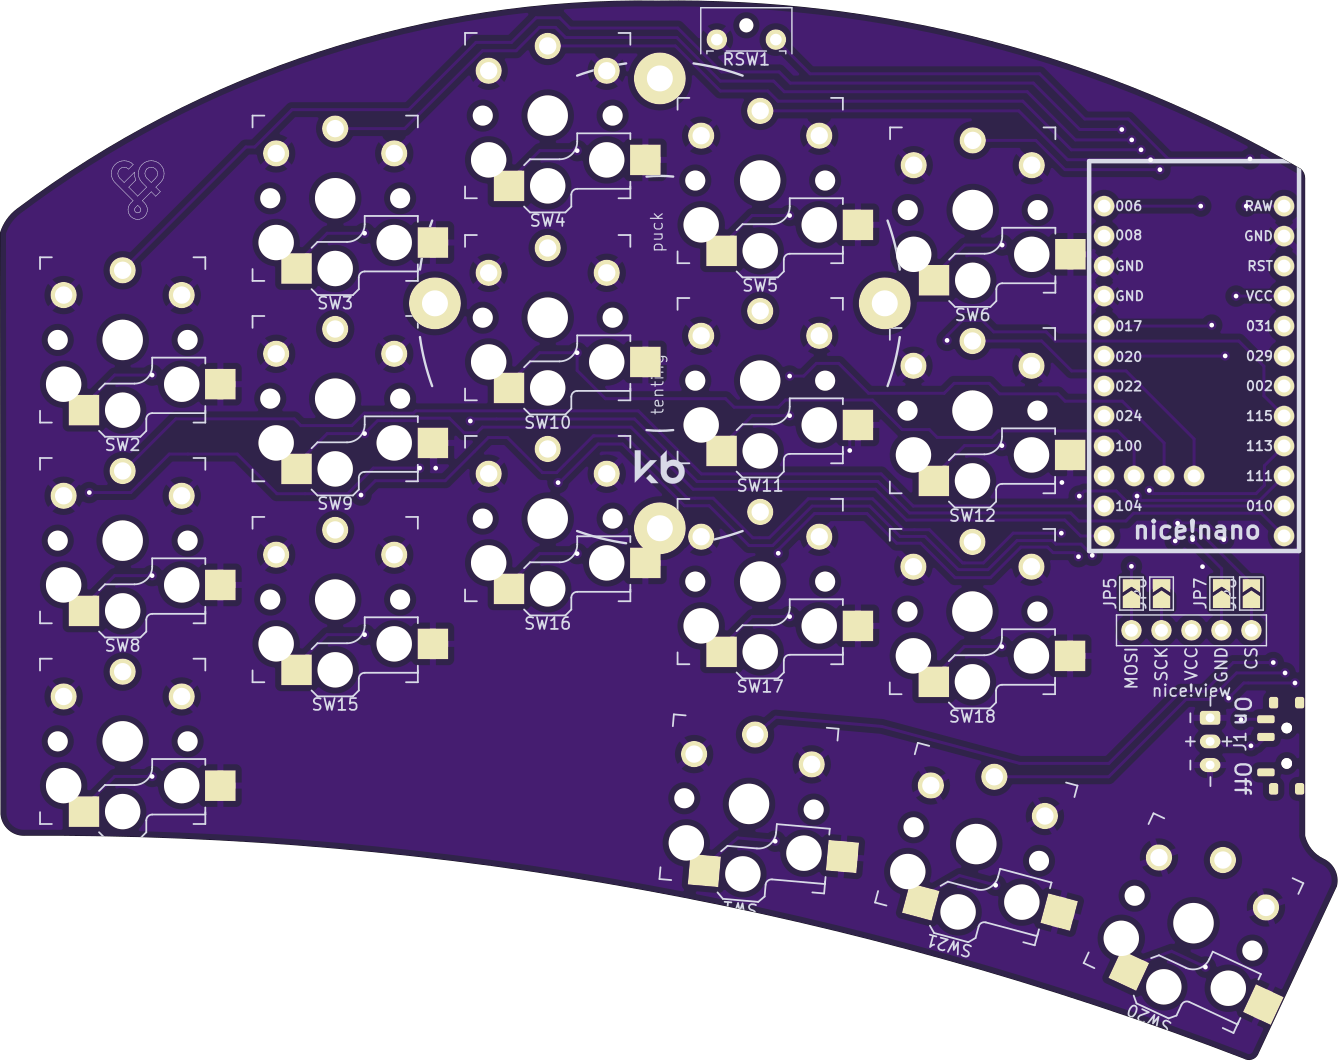 RSW1
SW4
puck
SW3
SW5
SW6
006
RAW
008
GND
GND
RST
GND
VCC
017
031
020
029
022
002
024
115
100
113
111
104
010
nice!nano
tenting
SW2
SW10
SW9
kb
SW11
SW12
SW8
SW16
SW15
SW17
SW18
JP5
JP7
MOSI
SCK
VCC
GND
CS
nice!view
On
J1
Off
+
+
SW21
SW20